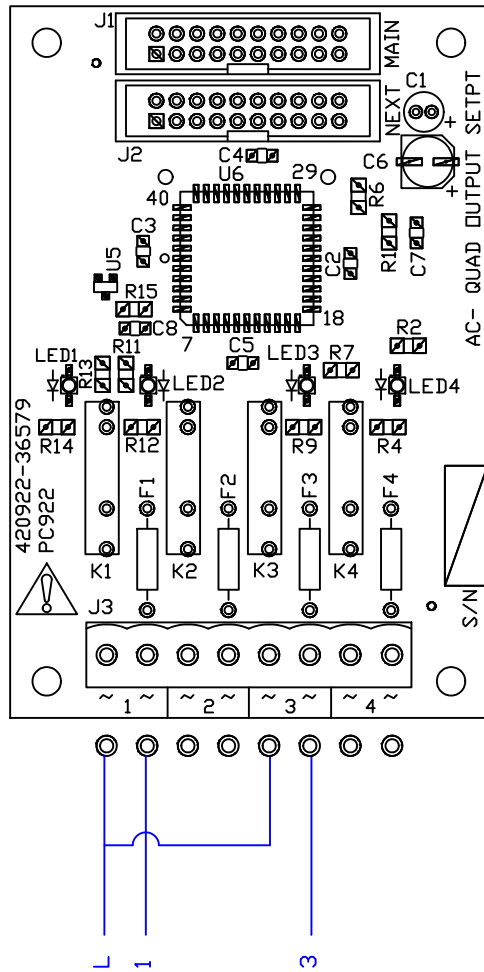 J1
MAIN
J2
NEXT
C1
+
SETPT
C4
U6
C6
+
40
29
R6
C3
U5
R1
C7
C2
AC- QUAD OUTPUT
R15
C8
7
18
C5
R2
LED1
R13
R11
LED2
LED3
R7
LED4
R14
R12
R9
R4
420922-36579
PC922
F1
F2
F3
F4
K1
K2
K3
K4
!
J3
S/N
~ ~ ~ ~ ~ ~ ~ ~
1 2 3 4
L
1
3